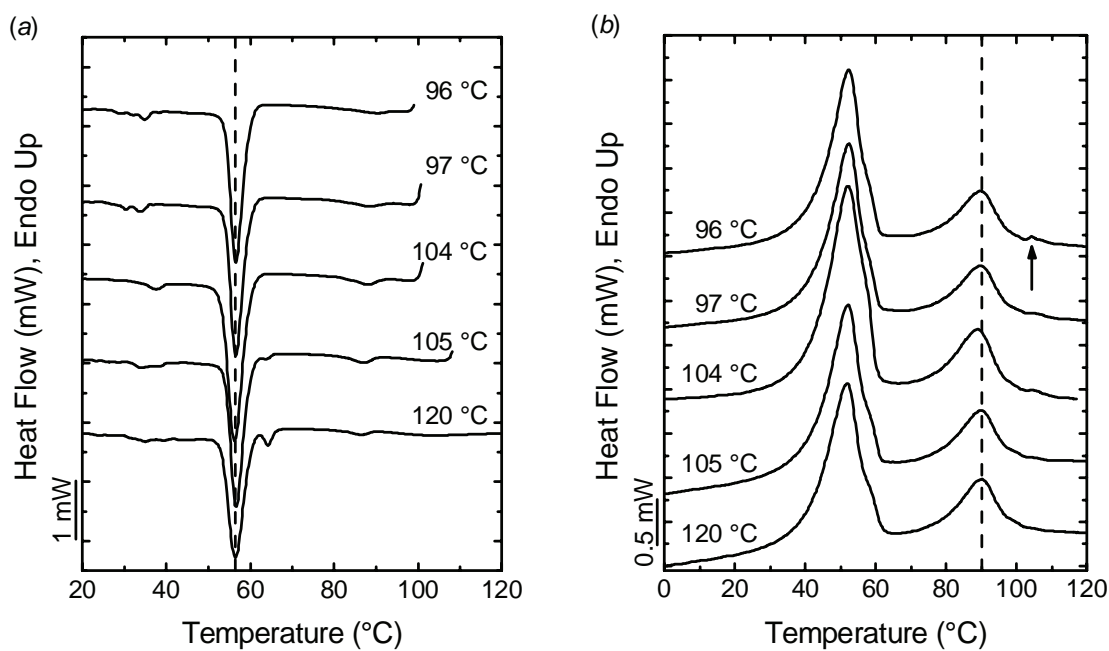 (a)
Heat Flow (mW), Endo Up
1 mW
96 °C
97 °C
104 °C
105 °C
120 °C
20 40 60 80 100 120
Temperature (°C)
(b)
Heat Flow (mW), Endo Up
0.5 mW
96 °C
97 °C
104 °C
105 °C
120 °C
0 20 40 60 80 100 120
Temperature (°C)